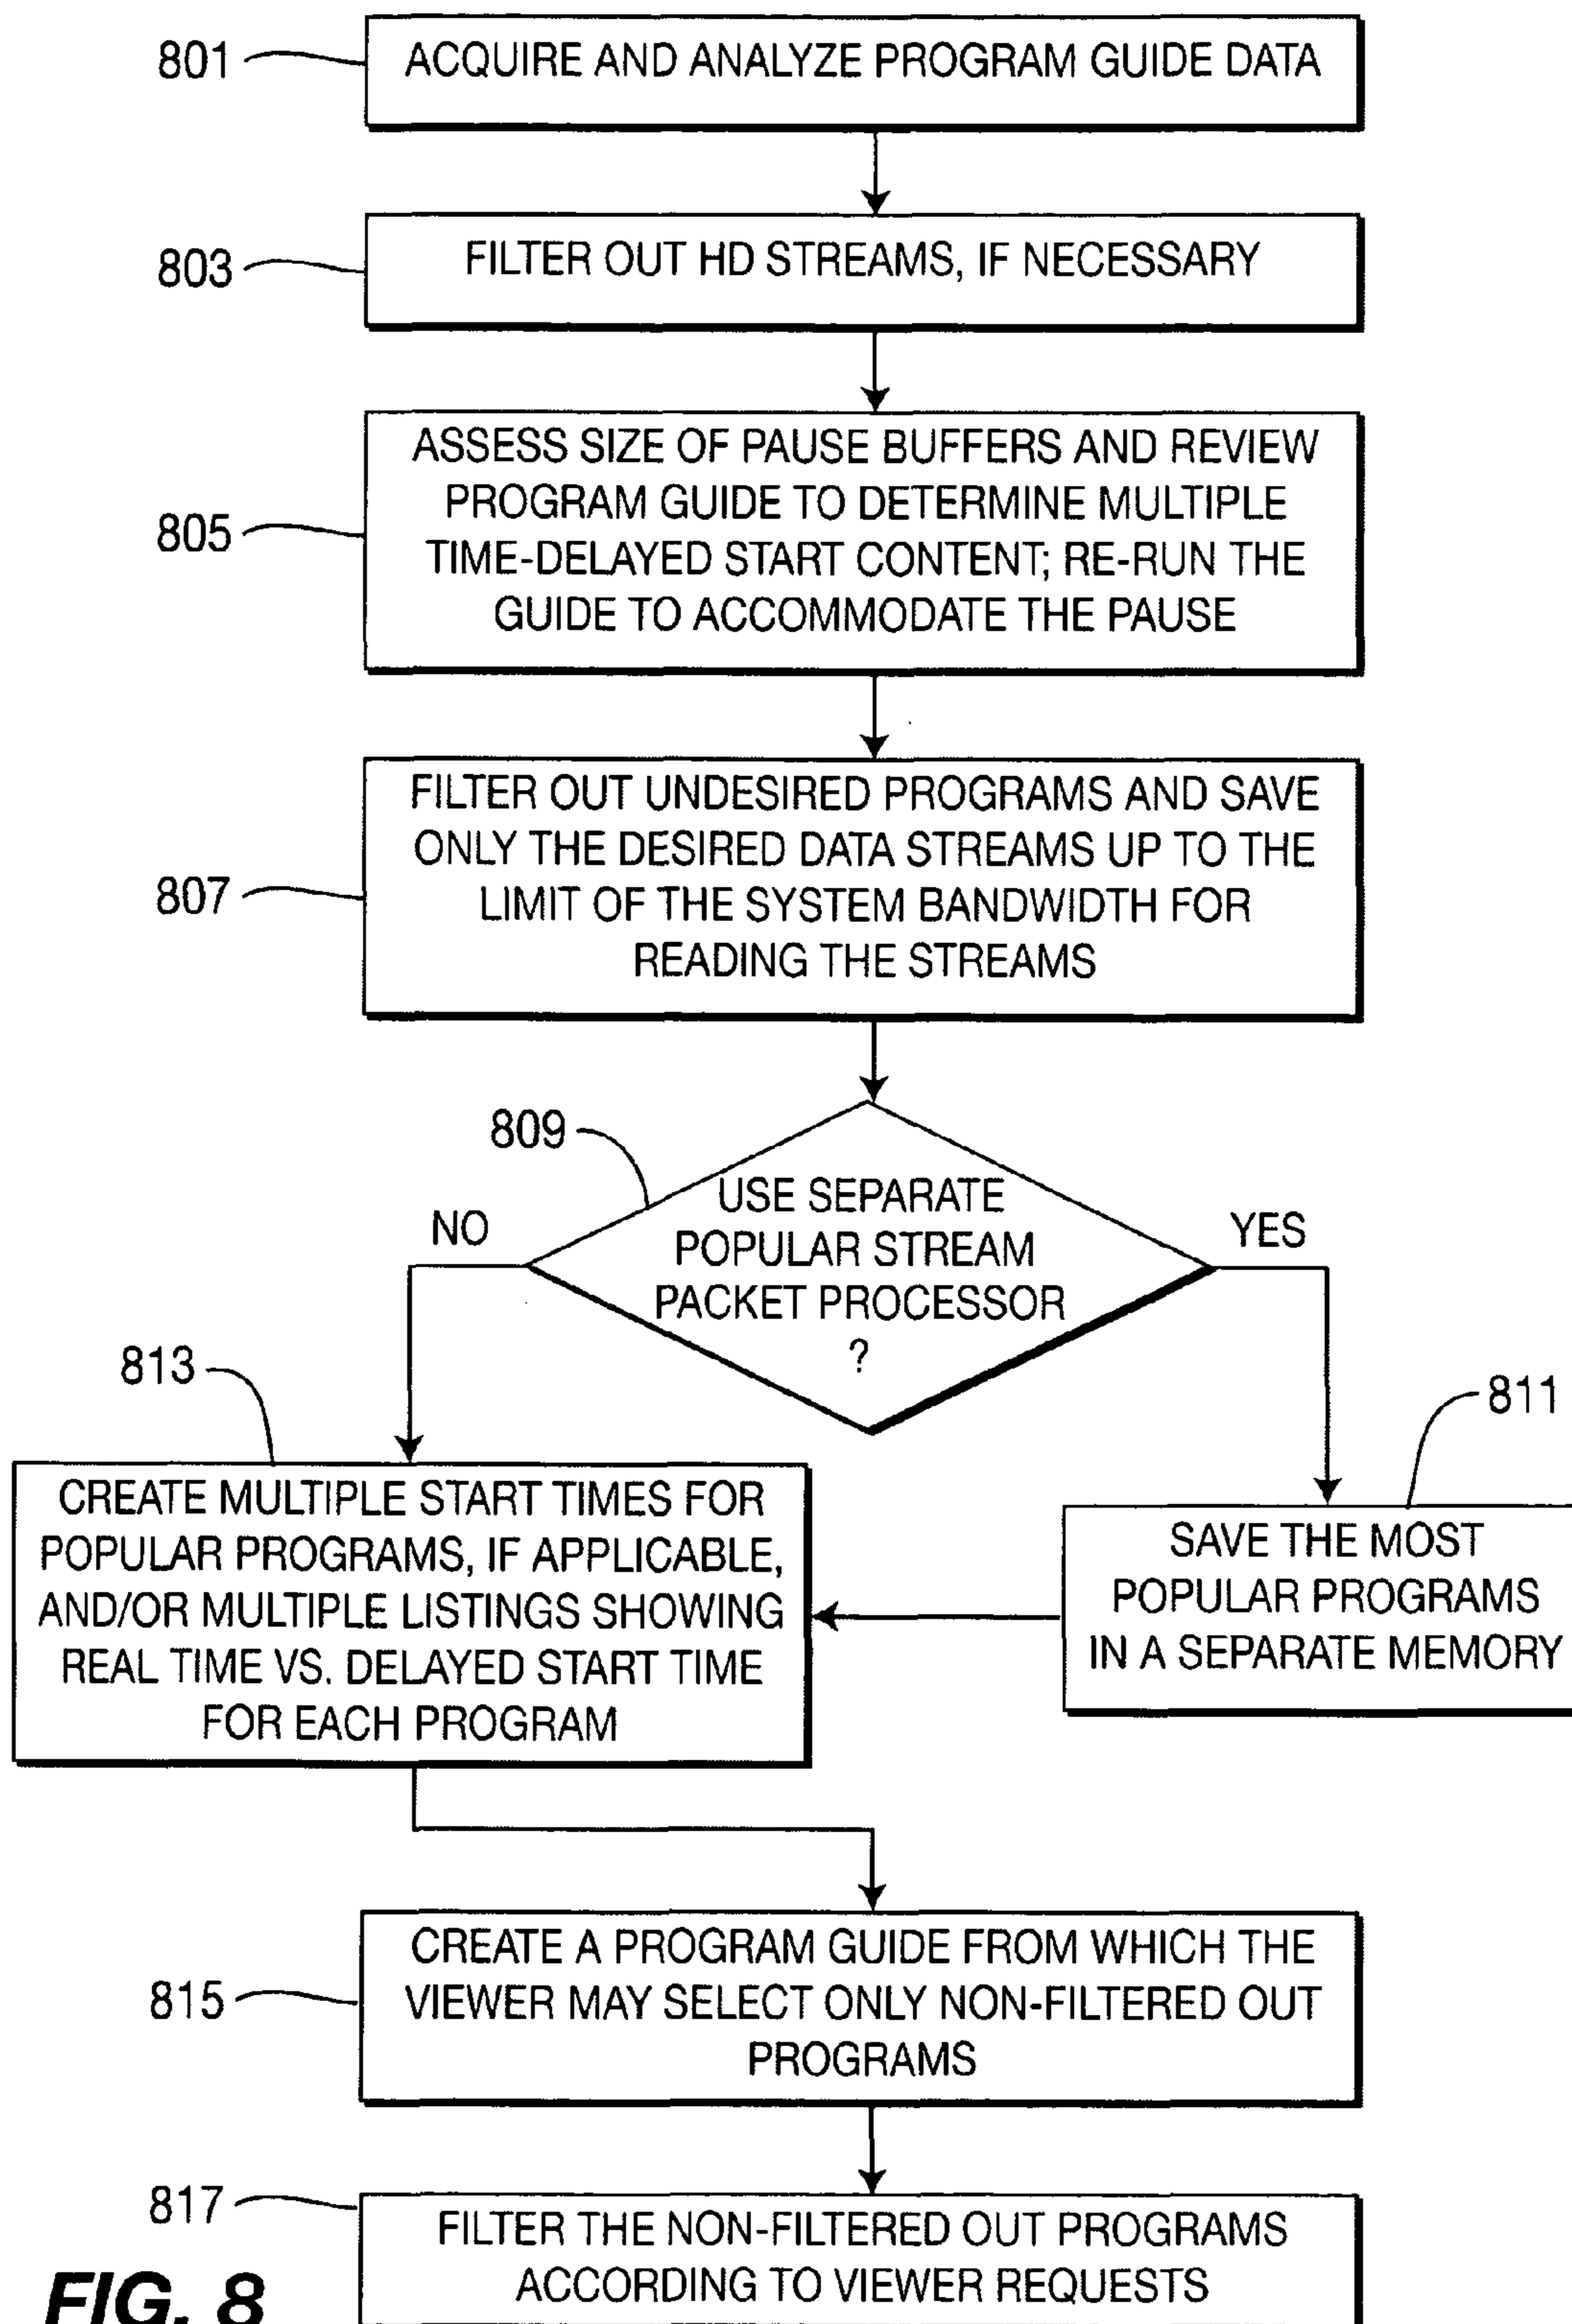 801
ACQUIRE AND ANALYZE PROGRAM GUIDE DATA
803
FILTER OUT HD STREAMS, IF NECESSARY
805
ASSESS SIZE OF PAUSE BUFFERS AND REVIEW
PROGRAM GUIDE TO DETERMINE MULTIPLE
TIME-DELAYED START CONTENT; RE-RUN THE
GUIDE TO ACCOMMODATE THE PAUSE
807
FILTER OUT UNDESIRED PROGRAMS AND SAVE
ONLY THE DESIRED DATA STREAMS UP TO THE
LIMIT OF THE SYSTEM BANDWIDTH FOR
READING THE STREAMS
809
USE SEPARATE
POPULAR STREAM
PACKET PROCESSOR
?
NO
YES
813
CREATE MULTIPLE START TIMES FOR
POPULAR PROGRAMS, IF APPLICABLE,
AND/OR MULTIPLE LISTINGS SHOWING
REAL TIME VS. DELAYED START TIME
FOR EACH PROGRAM
811
SAVE THE MOST
POPULAR PROGRAMS
IN A SEPARATE MEMORY
815
CREATE A PROGRAM GUIDE FROM WHICH THE
VIEWER MAY SELECT ONLY NON-FILTERED OUT
PROGRAMS
817
FILTER THE NON-FILTERED OUT PROGRAMS
ACCORDING TO VIEWER REQUESTS
FIG. 8